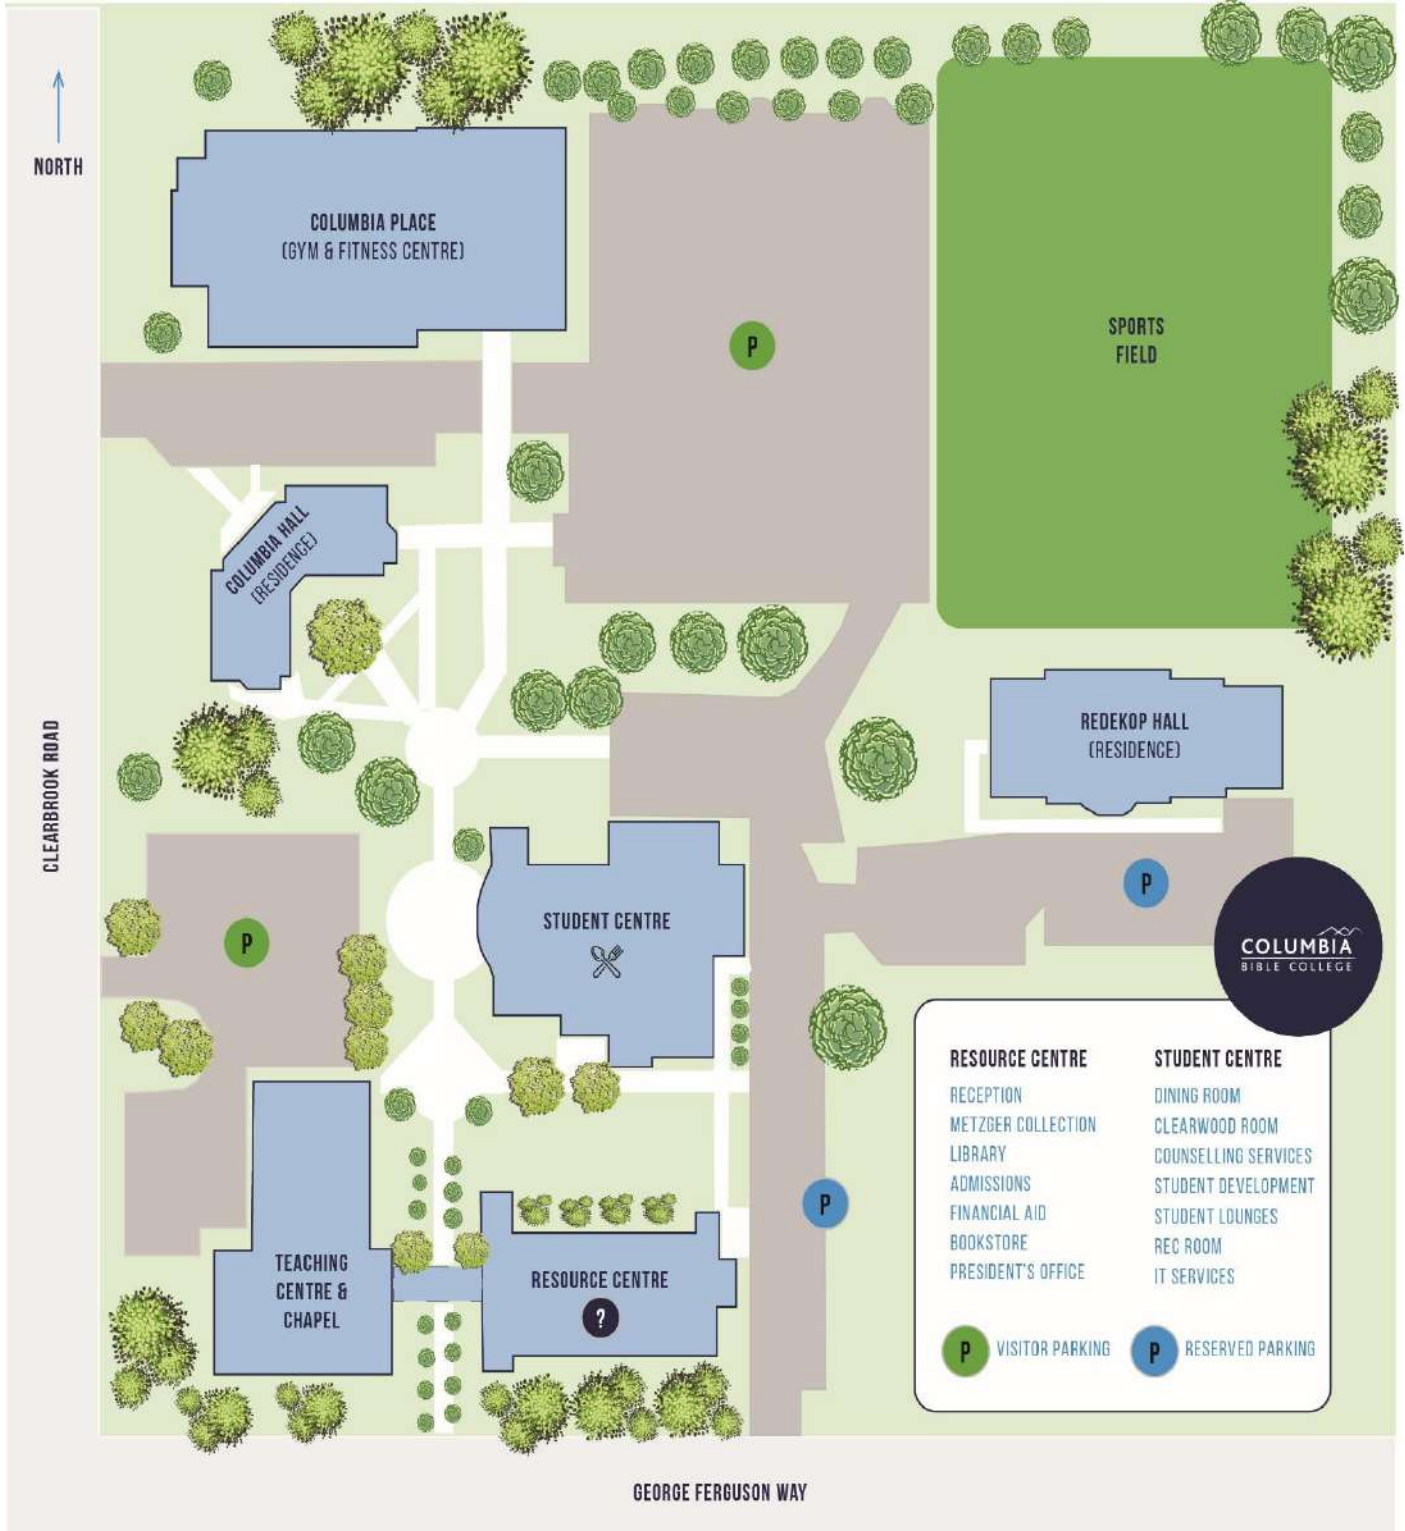 NORTH
COLUMBIA PLACE
(GYM & FITNESS CENTRE)
P
SPORTS
FIELD
COLUMBIA HALL
(RESIDENCE)
REDEKOP HALL
(RESIDENCE)
CLEARBROOK ROAD
P
STUDENT CENTRE
P
COLUMBIA
BIBLE COLLEGE
P
TEACHING
CENTRE &
CHAPEL
RESOURCE CENTRE
?
RESOURCE CENTRE
RECEPTION
METZGER COLLECTION
LIBRARY
ADMISSIONS
FINANCIAL AID
BOOKSTORE
PRESIDENT'S OFFICE
STUDENT CENTRE
DINING ROOM
CLEARWOOD ROOM
COUNSELLING SERVICES
STUDENT DEVELOPMENT
STUDENT LOUNGES
REC ROOM
IT SERVICES
P VISITOR PARKING
P RESERVED PARKING
GEORGE FERGUSON WAY